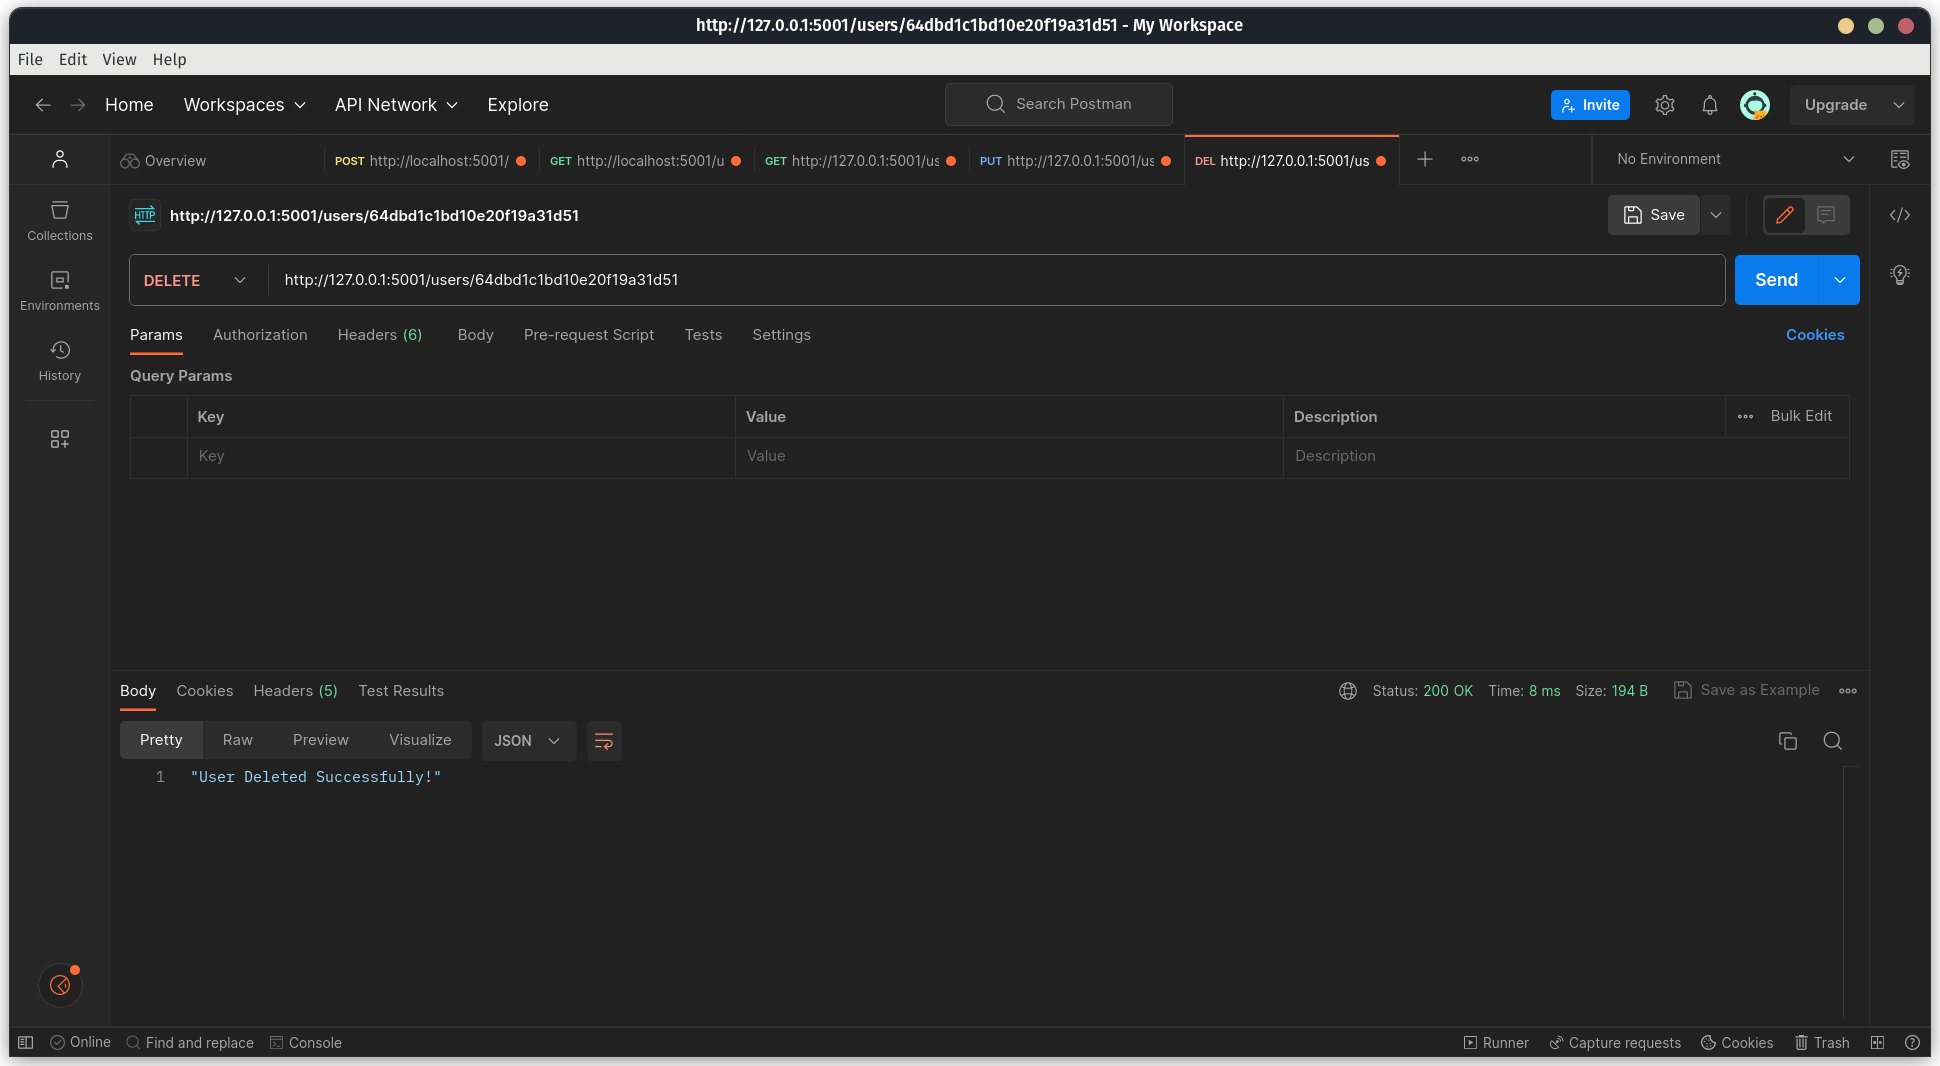 http://127.0.0.1:5001/users/64dbd1c1bd10e20f19a31d51 - My Workspace
File Edit View Help
Home Workspaces API Network Explore Search Postman Invite Upgrade
Overview POST http://localhost:5001/ GET http://localhost:5001/u GET http://127.0.0.1:5001/us PUT http://127.0.0.1:5001/us DEL http://127.0.0.1:5001/us No Environment
HTTP http://127.0.0.1:5001/users/64dbd1c1bd10e20f19a31d51 Save
Collections
DELETE http://127.0.0.1:5001/users/64dbd1c1bd10e20f19a31d51 Send
Environments
Params Authorization Headers (6) Body Pre-request Script Tests Settings Cookies
History
Query Params
Key Value Description Bulk Edit
Key Value Description
Body Cookies Headers (5) Test Results Status: 200 OK Time: 8 ms Size: 194 B Save as Example
Pretty Raw Preview Visualize JSON
1 "User Deleted Successfully!"
Online Find and replace Console Runner Capture requests Cookies Trash